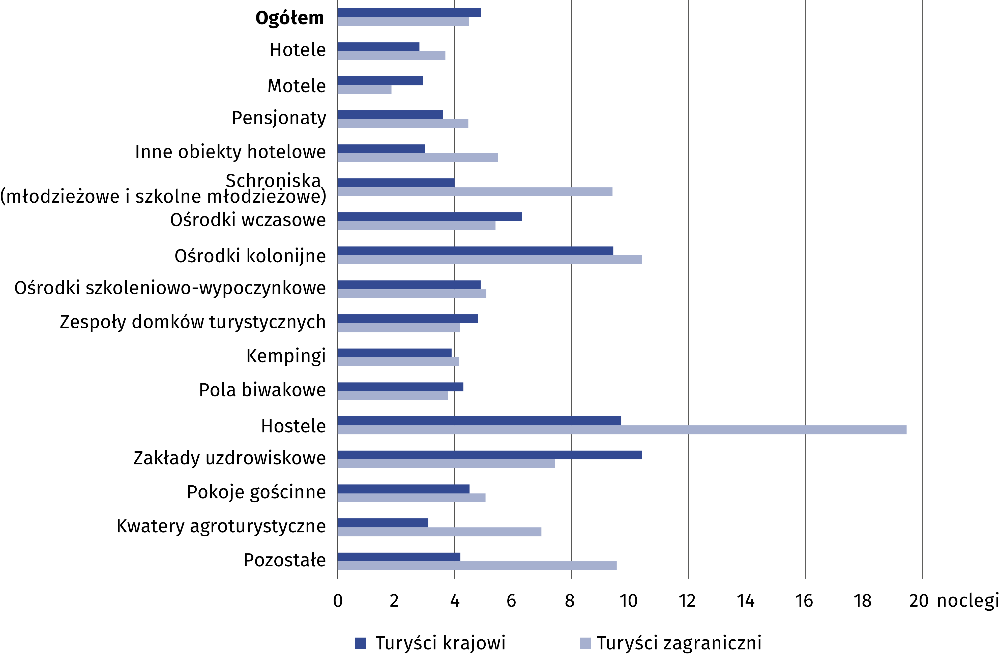 Ogółem
Hotele
Motele
Pensjonaty
Inne obiekty hotelowe
Schroniska
(młodzieżowe i szkolne młodzieżowe)
Ośrodki wczasowe
Ośrodki kolonijne
Ośrodki szkoleniowo-wypoczynkowe
Zespoły domków turystycznych
Kempingi
Pola biwakowe
Hostele
Zakłady uzdrowiskowe
Pokoje gościnne
Kwatery agroturystyczne
Pozostałe
0 2 4 6 8 10 12 14 16 18 20 noclegi
Turyści krajowi Turyści zagraniczni